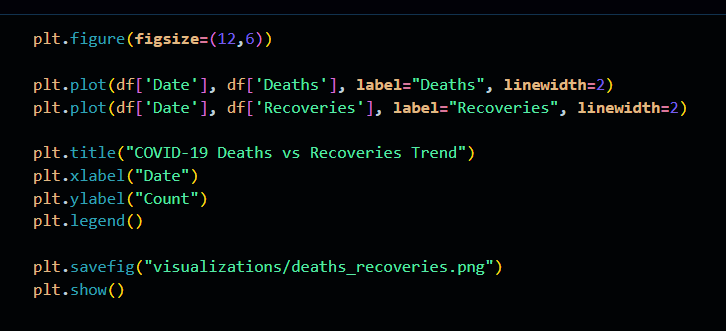 plt.figure(figsize=(12,6))
plt.plot(df['Date'], df['Deaths'], label="Deaths", linewidth=2)
plt.plot(df['Date'], df['Recoveries'], label="Recoveries", linewidth=2)
plt.title("COVID-19 Deaths vs Recoveries Trend")
plt.xlabel("Date")
plt.ylabel("Count")
plt.legend()
plt.savefig("visualizations/deaths_recoveries.png")
plt.show()